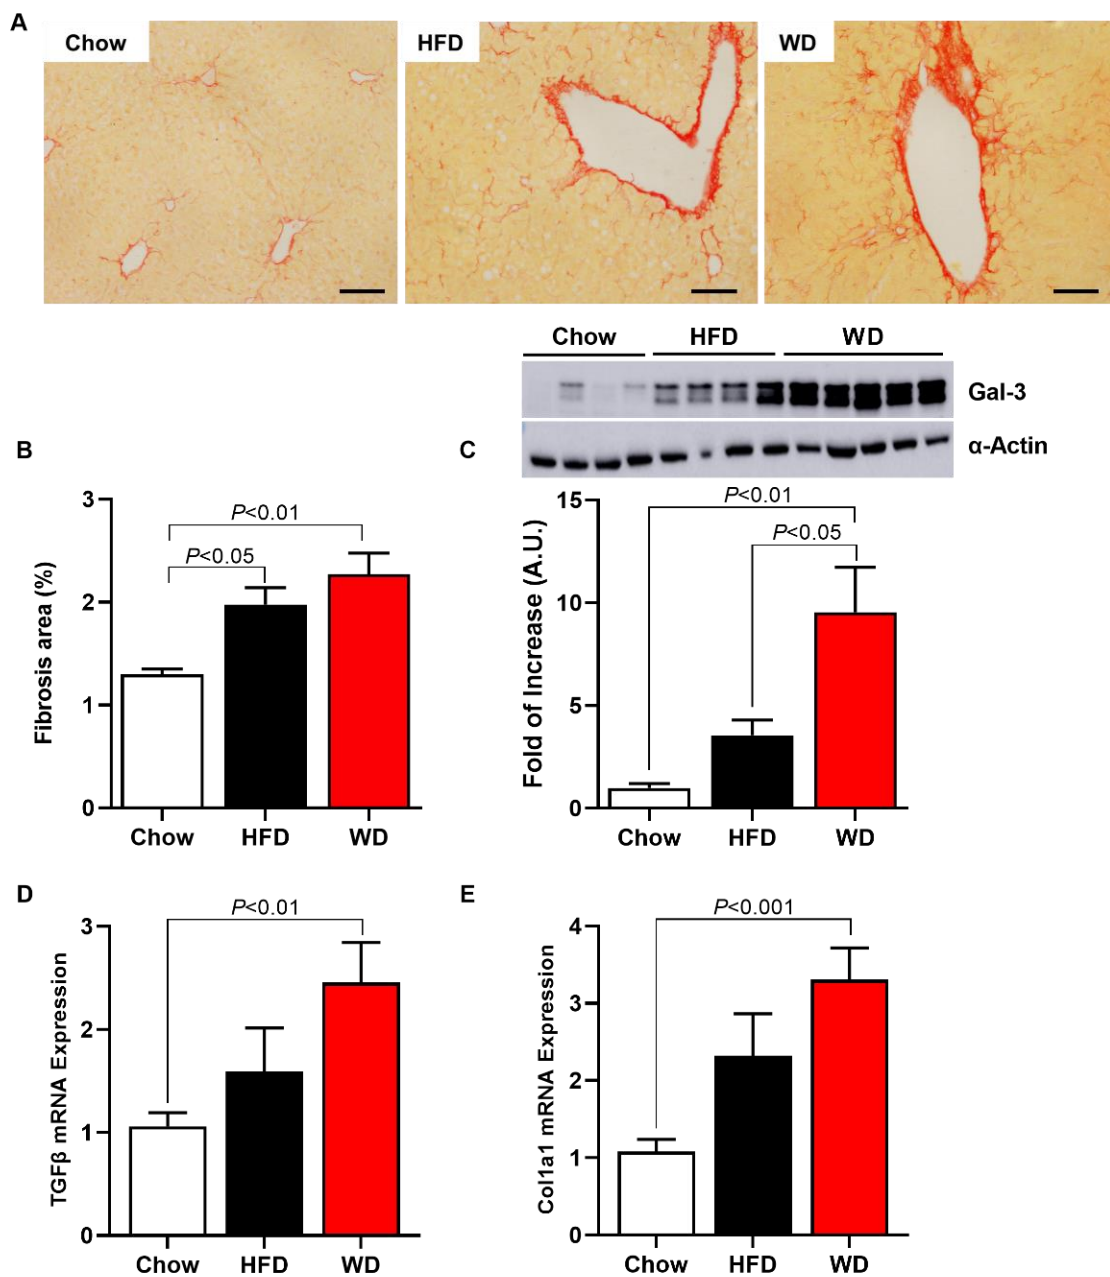 A
Chow
HFD
WD
Chow HFD WD
Gal-3
α-Actin
B
3
2
1
0
Fibrosis area (%)
P<0.01
P<0.05
Chow HFD WD
C
15
10
5
0
Fold of Increase (A.U.)
P<0.01
P<0.05
Chow HFD WD
D
3
2
1
0
TGFβ mRNA Expression
P<0.01
Chow HFD WD
E
4
3
2
1
0
Col1a1 mRNA Expression
P<0.001
Chow HFD WD